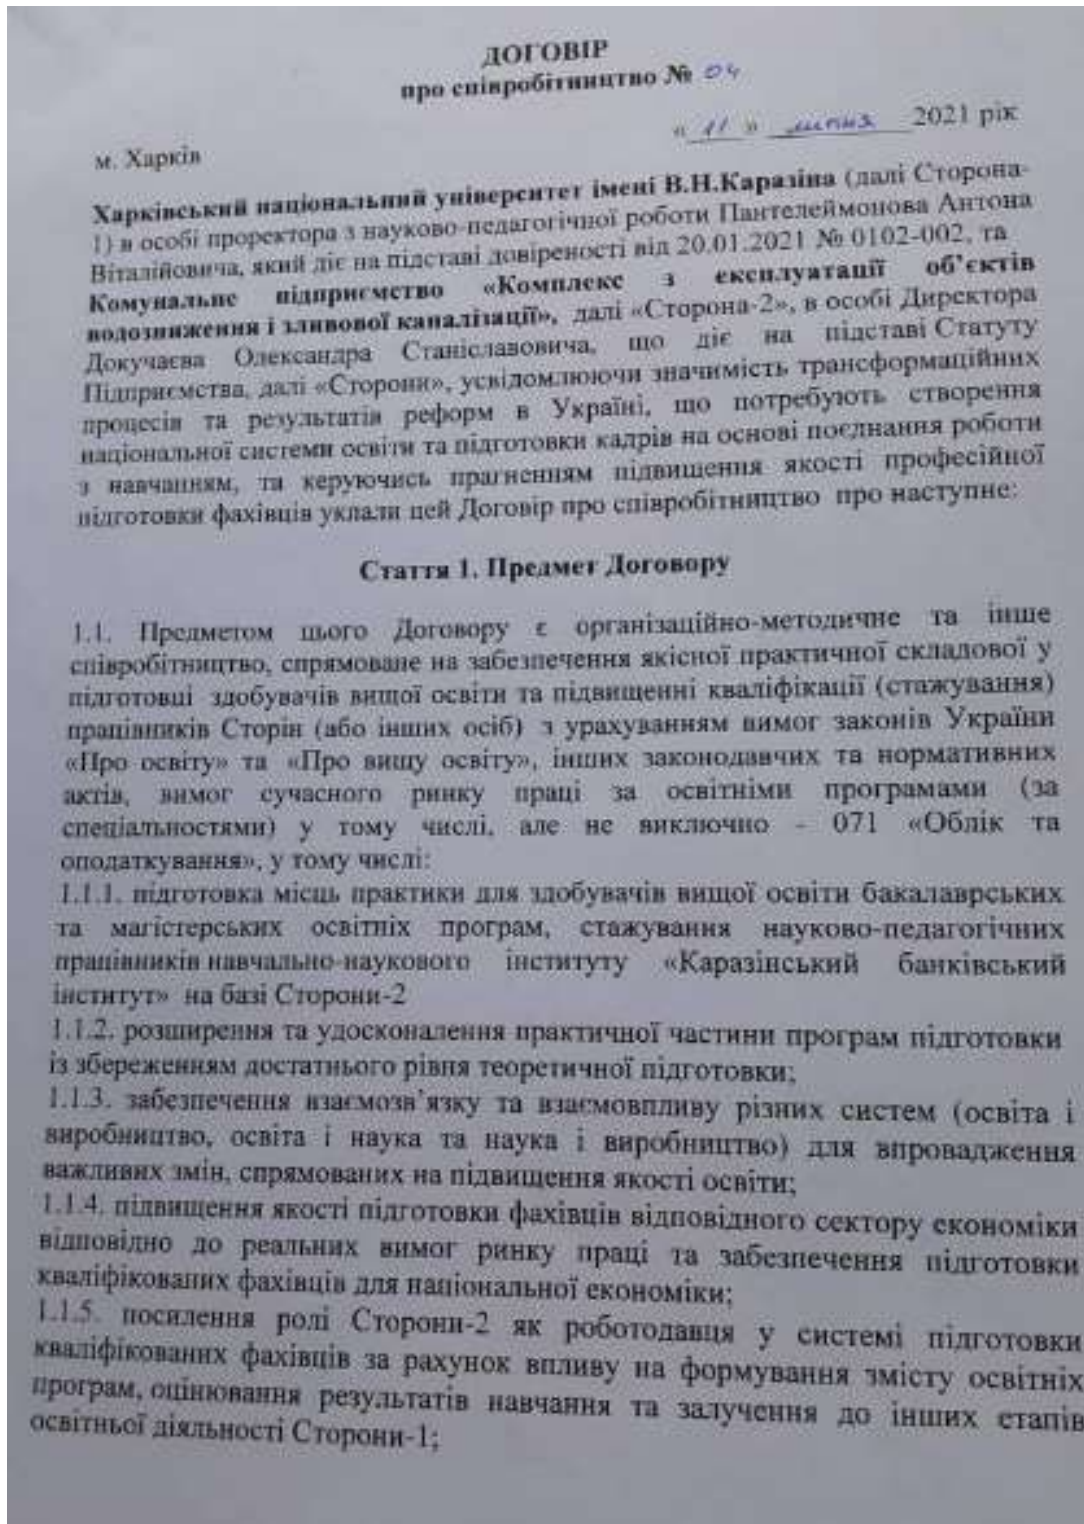 ДОГОВІР
про співробітництво № 04
« 11 » липня 2021 рік
м. Харків
Харківський національний університет імені В.Н.Каразіна (далі Сторона-
1) в особі проректора з науково-педагогічної роботи Пантелеймонова Антона
Віталійовича, який діє на підставі довіреності від 20.01.2021 № 0102-002, та
Комунальне підприємство «Комплекс з експлуатації об’єктів
водозниження і зливової каналізації», далі «Сторона-2», в особі Директора
Докучаєва Олександра Станіславовича, що діє на підставі Статуту
Підприємства, далі «Сторони», усвідомлюючи значимість трансформаційних
процесів та результатів реформ в Україні, що потребують створення
національної системи освіти та підготовки кадрів на основі поєднання роботи
з навчанням, та керуючись прагненням підвищення якості професійної
підготовки фахівців уклали цей Договір про співробітництво про наступне:
Стаття 1. Предмет Договору
1.1. Предметом цього Договору є організаційно-методичне та інше
співробітництво, спрямоване на забезпечення якісної практичної складової у
підготовці здобувачів вищої освіти та підвищенні кваліфікації (стажування)
працівників Сторін (або інших осіб) з урахуванням вимог законів України
«Про освіту» та «Про вищу освіту», інших законодавчих та нормативних
актів, вимог сучасного ринку праці за освітніми програмами (за
спеціальностями) у тому числі, але не виключно - 071 «Облік та
оподаткування», у тому числі:
1.1.1. підготовка місць практики для здобувачів вищої освіти бакалаврських
та магістерських освітніх програм, стажування науково-педагогічних
працівників навчально-наукового інституту «Каразінський банківський
інститут» на базі Сторони-2
1.1.2. розширення та удосконалення практичної частини програм підготовки
із збереженням достатнього рівня теоретичної підготовки;
1.1.3. забезпечення взаємозв’язку та взаємовпливу різних систем (освіта і
виробництво, освіта і наука та наука і виробництво) для впровадження
важливих змін, спрямованих на підвищення якості освіти;
1.1.4. підвищення якості підготовки фахівців відповідного сектору економіки
відповідно до реальних вимог ринку праці та забезпечення підготовки
кваліфікованих фахівців для національної економіки;
1.1.5. посилення ролі Сторони-2 як роботодавця у системі підготовки
кваліфікованих фахівців за рахунок впливу на формування змісту освітніх
програм, оцінювання результатів навчання та залучення до інших етапів
освітньої діяльності Сторони-1;